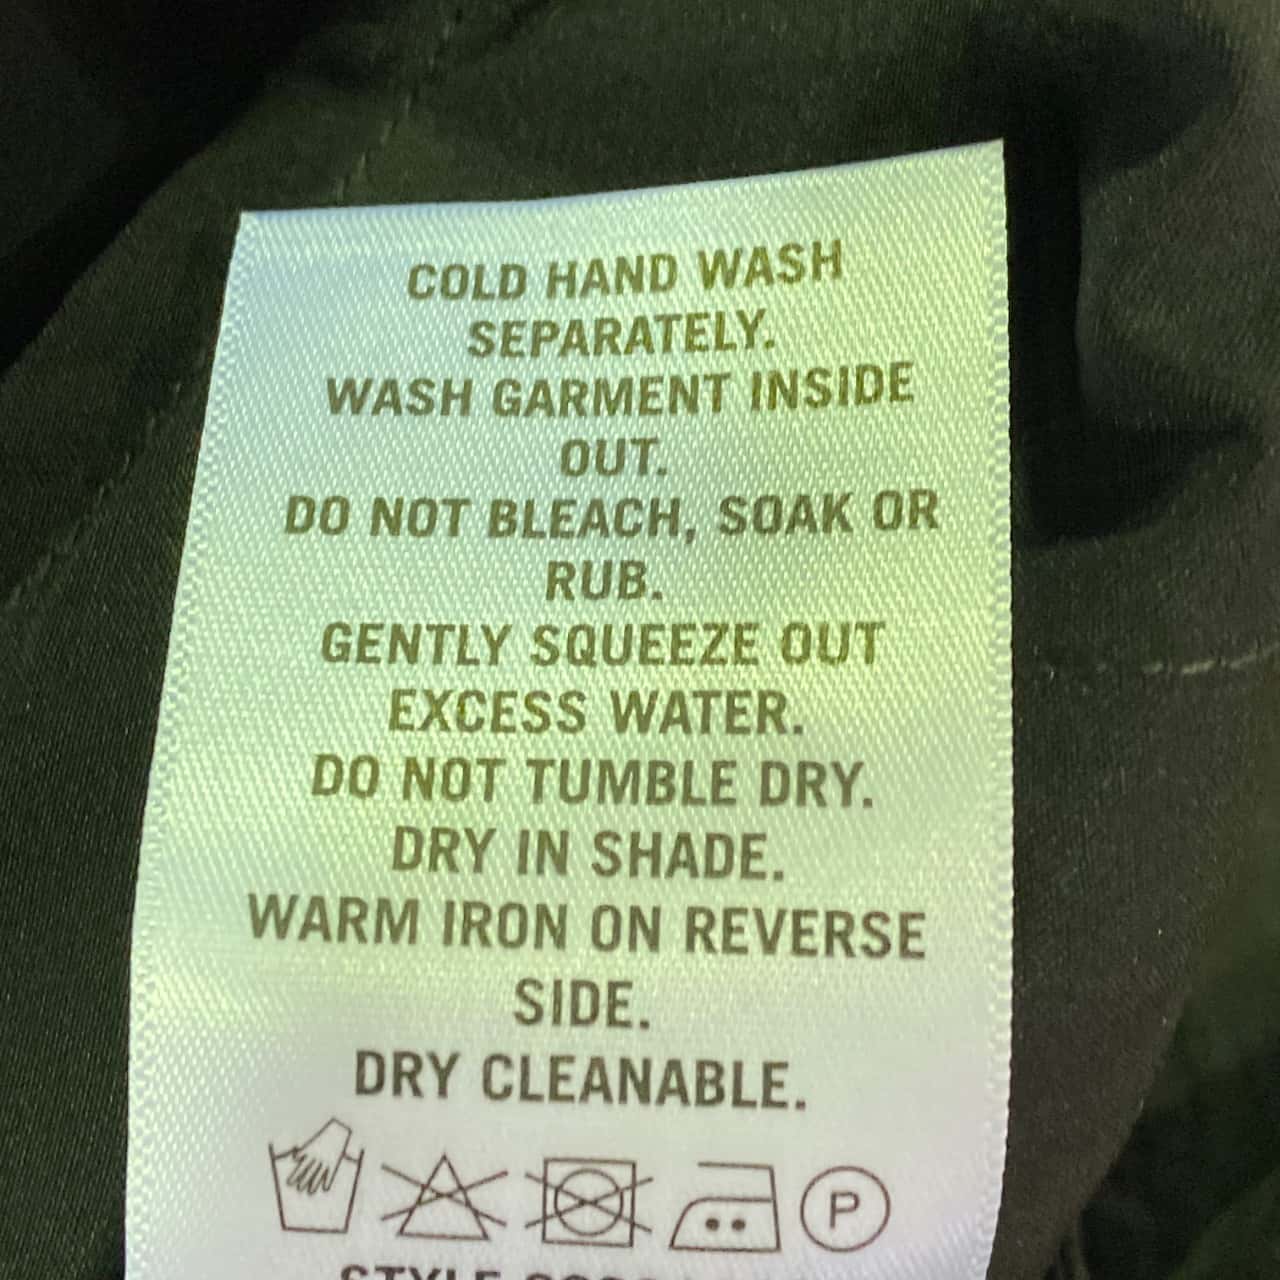 COLD HAND WASH
SEPARATELY.
WASH GARMENT INSIDE
OUT.
DO NOT BLEACH, SOAK OR
RUB.
GENTLY SQUEEZE OUT
EXCESS WATER.
DO NOT TUMBLE DRY.
DRY IN SHADE.
WARM IRON ON REVERSE
SIDE.
DRY CLEANABLE.
P
STYLE